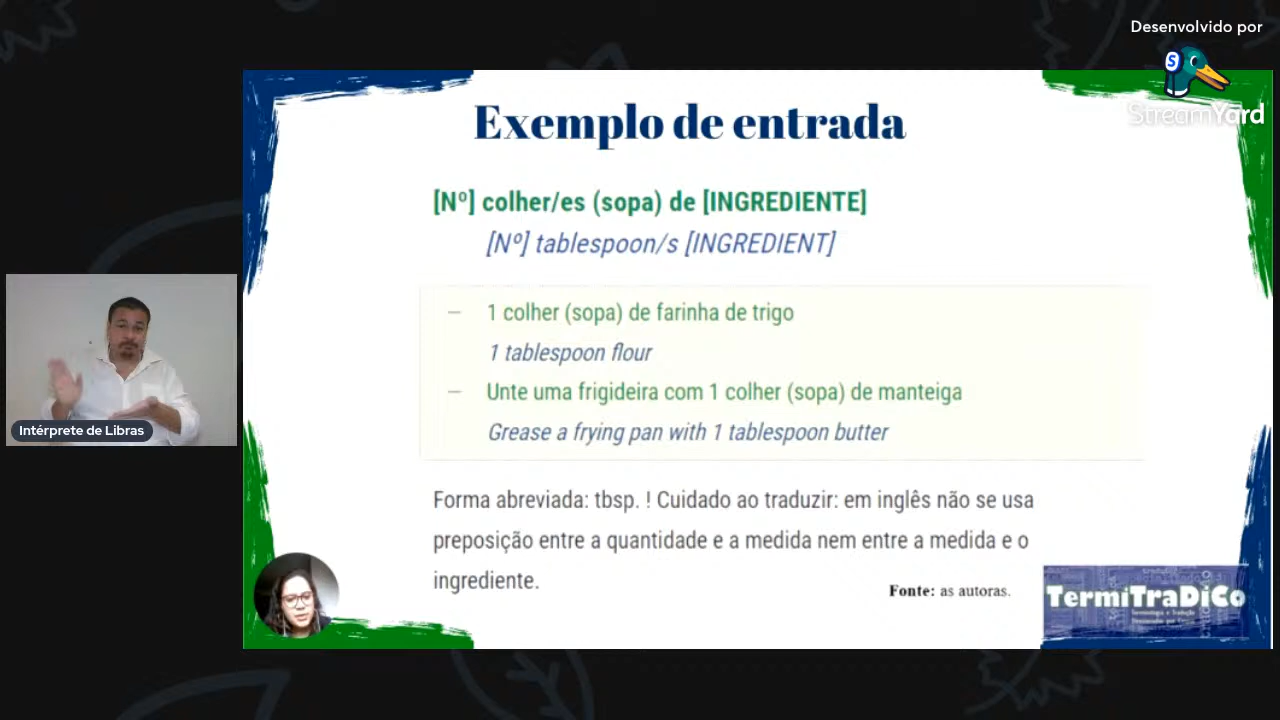 Desenvolvido por
StreamYard
Exemplo de entrada
[Nº] colher/es (sopa) de [INGREDIENTE]
[Nº] tablespoon/s [INGREDIENT]
– 1 colher (sopa) de farinha de trigo
1 tablespoon flour
– Unte uma frigideira com 1 colher (sopa) de manteiga
Grease a frying pan with 1 tablespoon butter
Intérprete de Libras
Forma abreviada: tbsp. ! Cuidado ao traduzir: em inglês não se usa
preposição entre a quantidade e a medida nem entre a medida e o
ingrediente.
Fonte: as autoras.
TermiTraDiCo